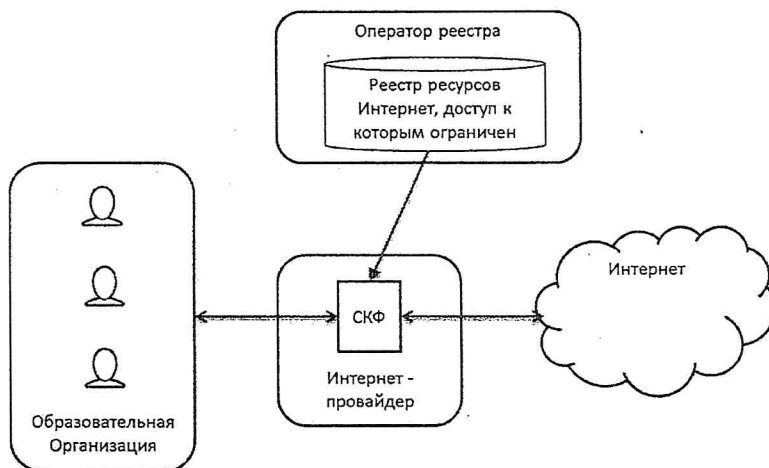 Оператор реестра
Реестр ресурсов
Интернет, доступ к
которым ограничен
Интернет
СКФ
Интернет -
провайдер
Образовательная
Организация